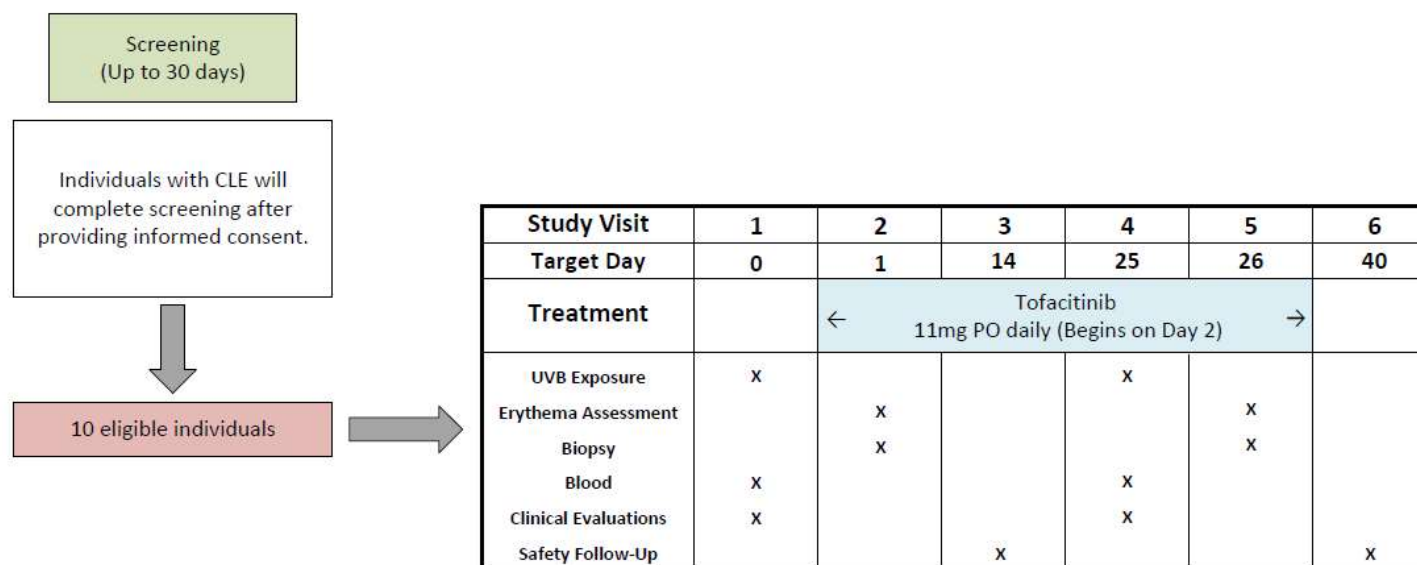 Screening
(Up to 30 days)
Individuals with CLE will
complete screening after
providing informed consent.
10 eligible individuals
Study Visit 1 2 3 4 5 6
Target Day 0 1 14 25 26 40
Treatment ← Tofacitinib →
11mg PO daily (Begins on Day 2)
UVB Exposure X X
Erythema Assessment X X
Biopsy X X
Blood X X
Clinical Evaluations X X
Safety Follow-Up X X